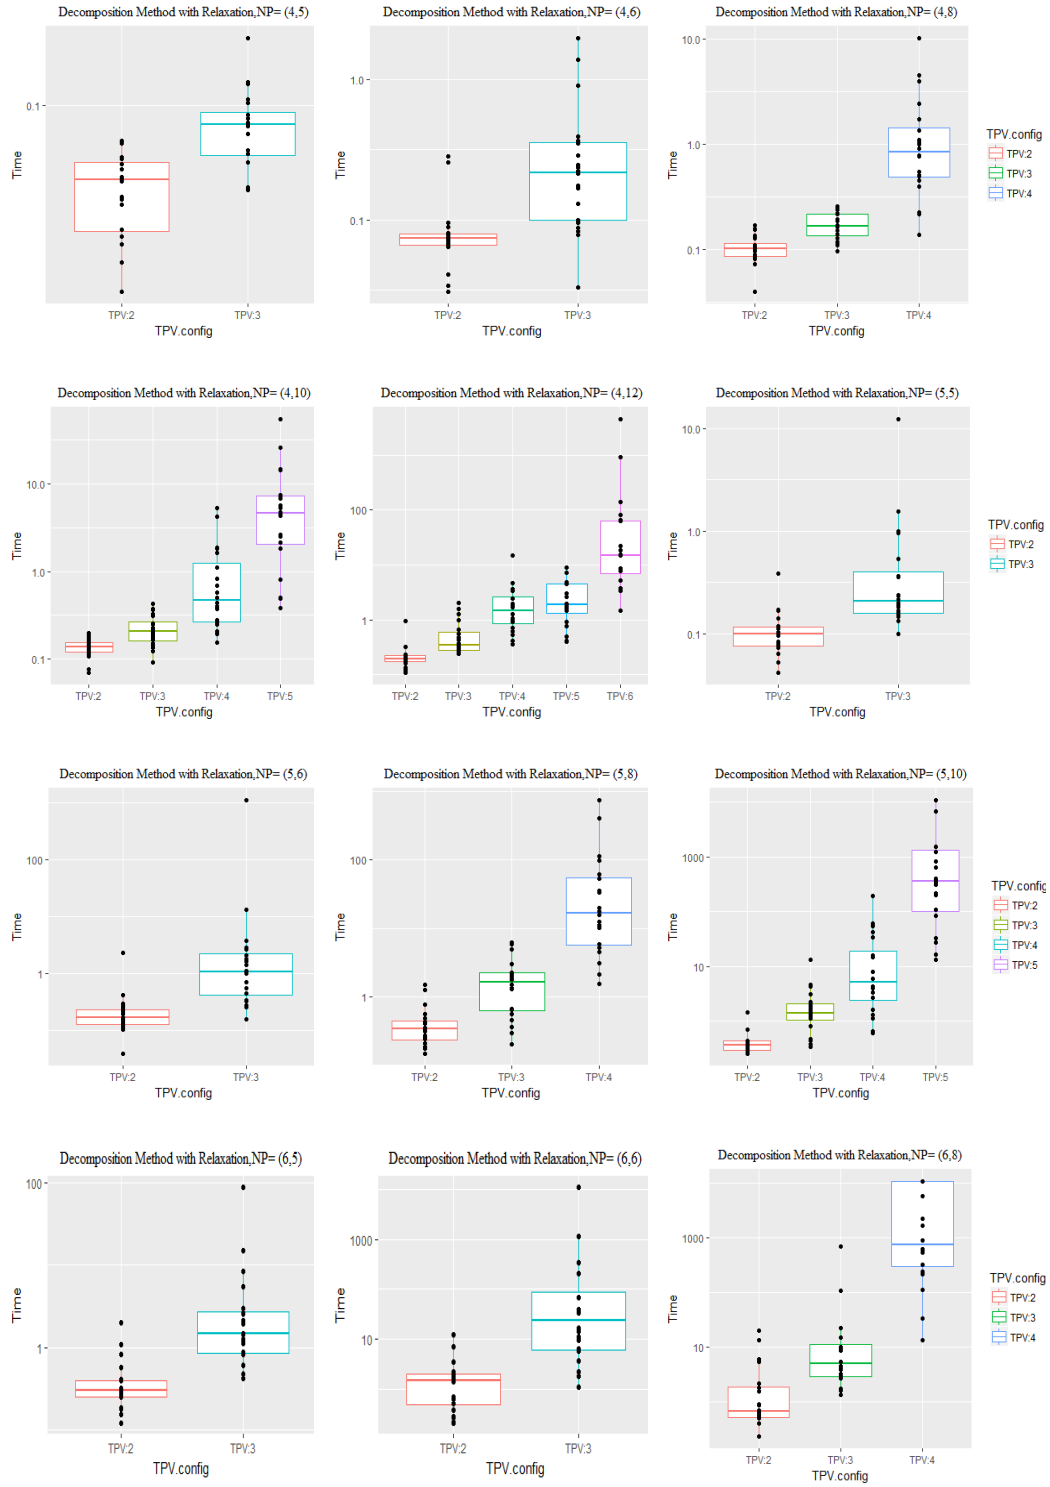 Decomposition Method with Relaxation,NP= (4,5)
Decomposition Method with Relaxation,NP= (4,6)
Decomposition Method with Relaxation,NP= (4,8)
Time
0.1
TPV:2
TPV:3
TPV.config
Time
1.0
0.1
TPV:2
TPV:3
TPV.config
Time
10.0
1.0
0.1
TPV:2
TPV:3
TPV:4
TPV.config
TPV.config
TPV:2
TPV:3
TPV:4
Decomposition Method with Relaxation,NP= (4,10)
Decomposition Method with Relaxation,NP= (4,12)
Decomposition Method with Relaxation,NP= (5,5)
Time
10.0
1.0
0.1
TPV:2
TPV:3
TPV:4
TPV:5
TPV.config
Time
100
1
TPV:2
TPV:3
TPV:4
TPV:5
TPV:6
TPV.config
Time
10.0
1.0
0.1
TPV:2
TPV:3
TPV.config
TPV.config
TPV:2
TPV:3
Decomposition Method with Relaxation,NP= (5,6)
Decomposition Method with Relaxation,NP= (5,8)
Decomposition Method with Relaxation,NP= (5,10)
Time
100
1
TPV:2
TPV:3
TPV.config
Time
100
1
TPV:2
TPV:3
TPV:4
TPV.config
Time
1000
10
TPV:2
TPV:3
TPV:4
TPV:5
TPV.config
TPV.config
TPV:2
TPV:3
TPV:4
TPV:5
Decomposition Method with Relaxation,NP= (6,5)
Decomposition Method with Relaxation,NP= (6,6)
Decomposition Method with Relaxation,NP= (6,8)
Time
100
1
TPV:2
TPV:3
TPV.config
Time
1000
10
TPV:2
TPV:3
TPV.config
Time
1000
10
TPV:2
TPV:3
TPV:4
TPV.config
TPV.config
TPV:2
TPV:3
TPV:4